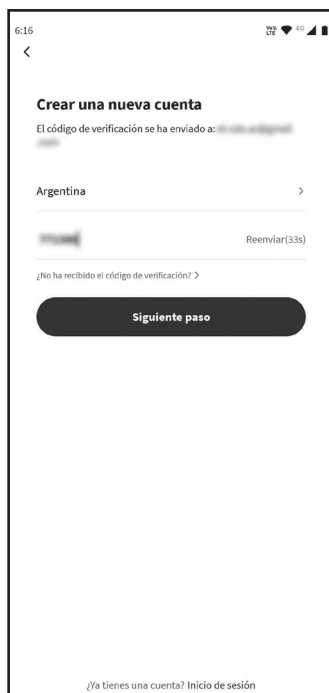 6:16
4G
Crear una nueva cuenta
El código de verificación se ha enviado a:
Argentina
Reenviar(33s)
¿No ha recibido el código de verificación?
Siguiente paso
¿Ya tienes una cuenta? Inicio de sesión